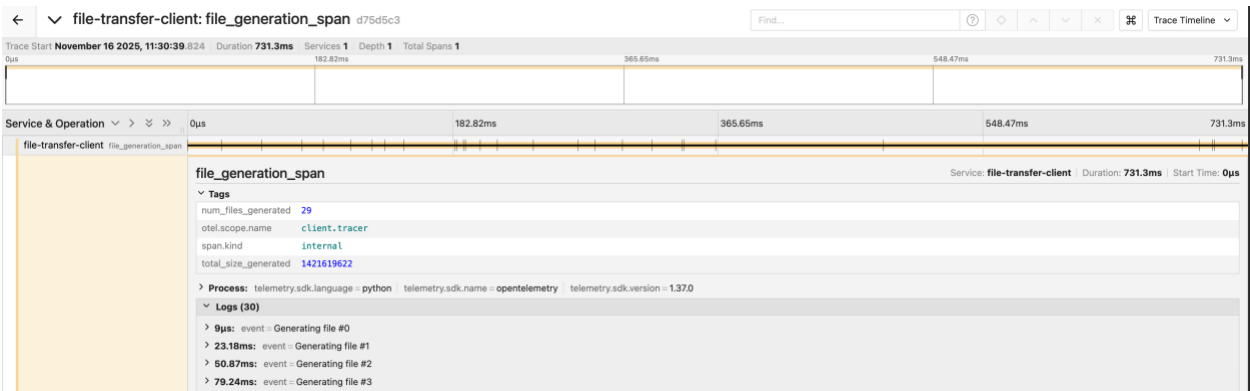 file-transfer-client: file_generation_span d75d5c3 Find... Trace Timeline
Trace Start November 16 2025, 11:30:39.824 Duration 731.3ms Services 1 Depth 1 Total Spans 1
0μs 182.82ms 365.65ms 548.47ms 731.3ms
Service & Operation 0μs 182.82ms 365.65ms 548.47ms 731.3ms
file-transfer-client file_generation_span
file_generation_span Service: file-transfer-client Duration: 731.3ms Start Time: 0μs
Tags
num_files_generated 29
otel.scope.name client.tracer
span.kind internal
total_size_generated 1421619622
Process: telemetry.sdk.language = python telemetry.sdk.name = opentelemetry telemetry.sdk.version = 1.37.0
Logs (30)
9μs: event = Generating file #0
23.18ms: event = Generating file #1
50.87ms: event = Generating file #2
79.24ms: event = Generating file #3